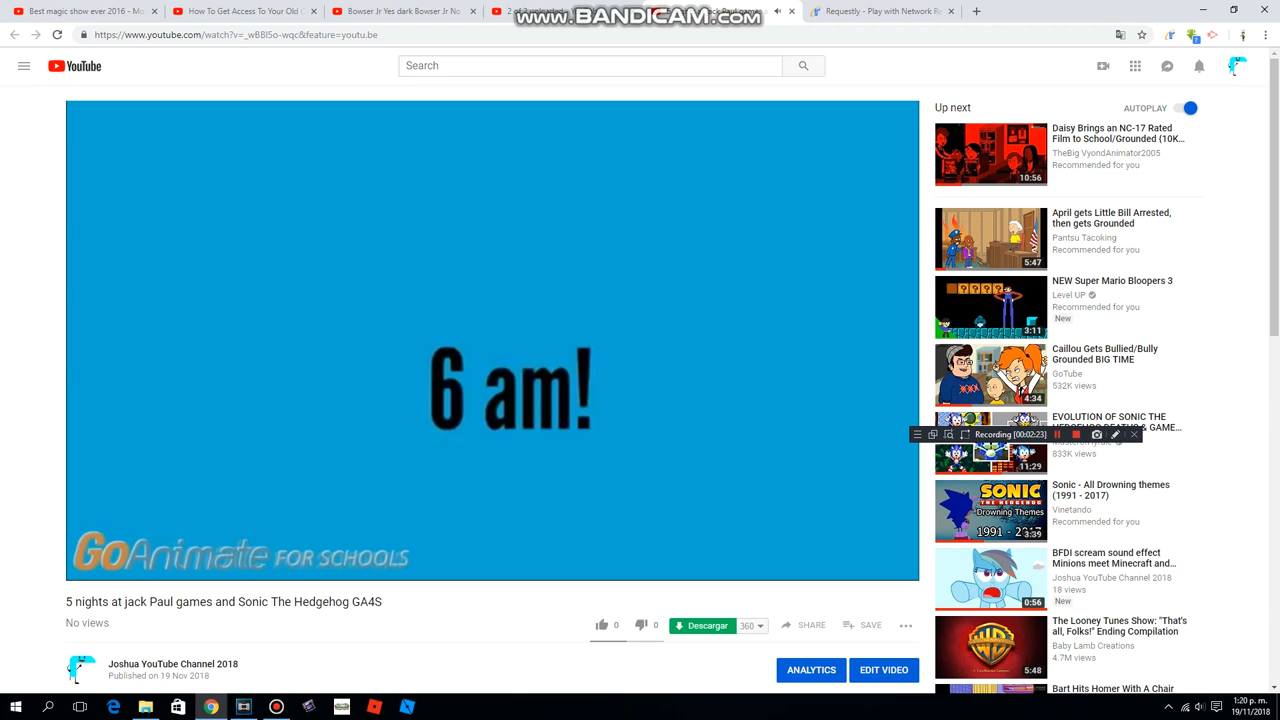 Best magic show ever 2016 - Mo
How To Get Access To Your Old
Bowser Jr Yes dark Bowser Jr No
Requestly - Play with Network Re
www.BANDICAM.com
https://www.youtube.com/watch?v=_wBBI5o-wqc&feature=youtu.be
YouTube
Search
6 am!
GoAnimate FOR SCHOOLS
5 nights at jack Paul games and Sonic The Hedgehog GA4S
No views
0
0
Descargar
360
SHARE
SAVE
Joshua YouTube Channel 2018
Published on 19 Nov 2018
ANALYTICS
EDIT VIDEO
Up next
AUTOPLAY
10:56
Daisy Brings an NC-17 Rated
Film to School/Grounded (10K...
TheBig VyondAnimator2005
Recommended for you
5:47
April gets Little Bill Arrested,
then gets Grounded
Pantsu Tacoking
Recommended for you
3:11
NEW Super Mario Bloopers 3
Level UP
Recommended for you
New
4:34
Caillou Gets Bullied/Bully
Grounded BIG TIME
GoTube
532K views
11:29
EVOLUTION OF SONIC THE
HEDGEHOG DEATHS & GAME...
Recording [00:02:23]
833K views
SONIC
THE HEDGEHOG
Drowning Themes
1991 - 2017
3:39
Sonic - All Drowning themes
(1991 - 2017)
Vinetando
Recommended for you
0:56
BFDI scream sound effect
Minions meet Minecraft and...
Joshua YouTube Channel 2018
18 views
New
WB
5:48
The Looney Tunes Show: "That's
all, Folks!" Ending Compilation
Baby Lamb Creations
4.7M views
Bart Hits Homer With A Chair
1:20 p. m.
19/11/2018